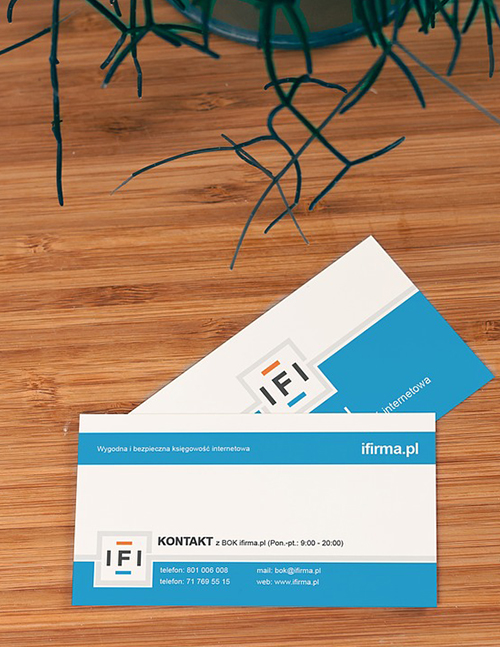 IFI
internetowa
Wygodna i bezpieczna księgowość internetowa
ifirma.pl
KONTAKT z BOK ifirma.pl (Pon.-pt.: 9:00 - 20:00)
IFI
telefon: 801 006 008 mail: bok@ifirma.pl
telefon: 71 769 55 15 web: www.ifirma.pl